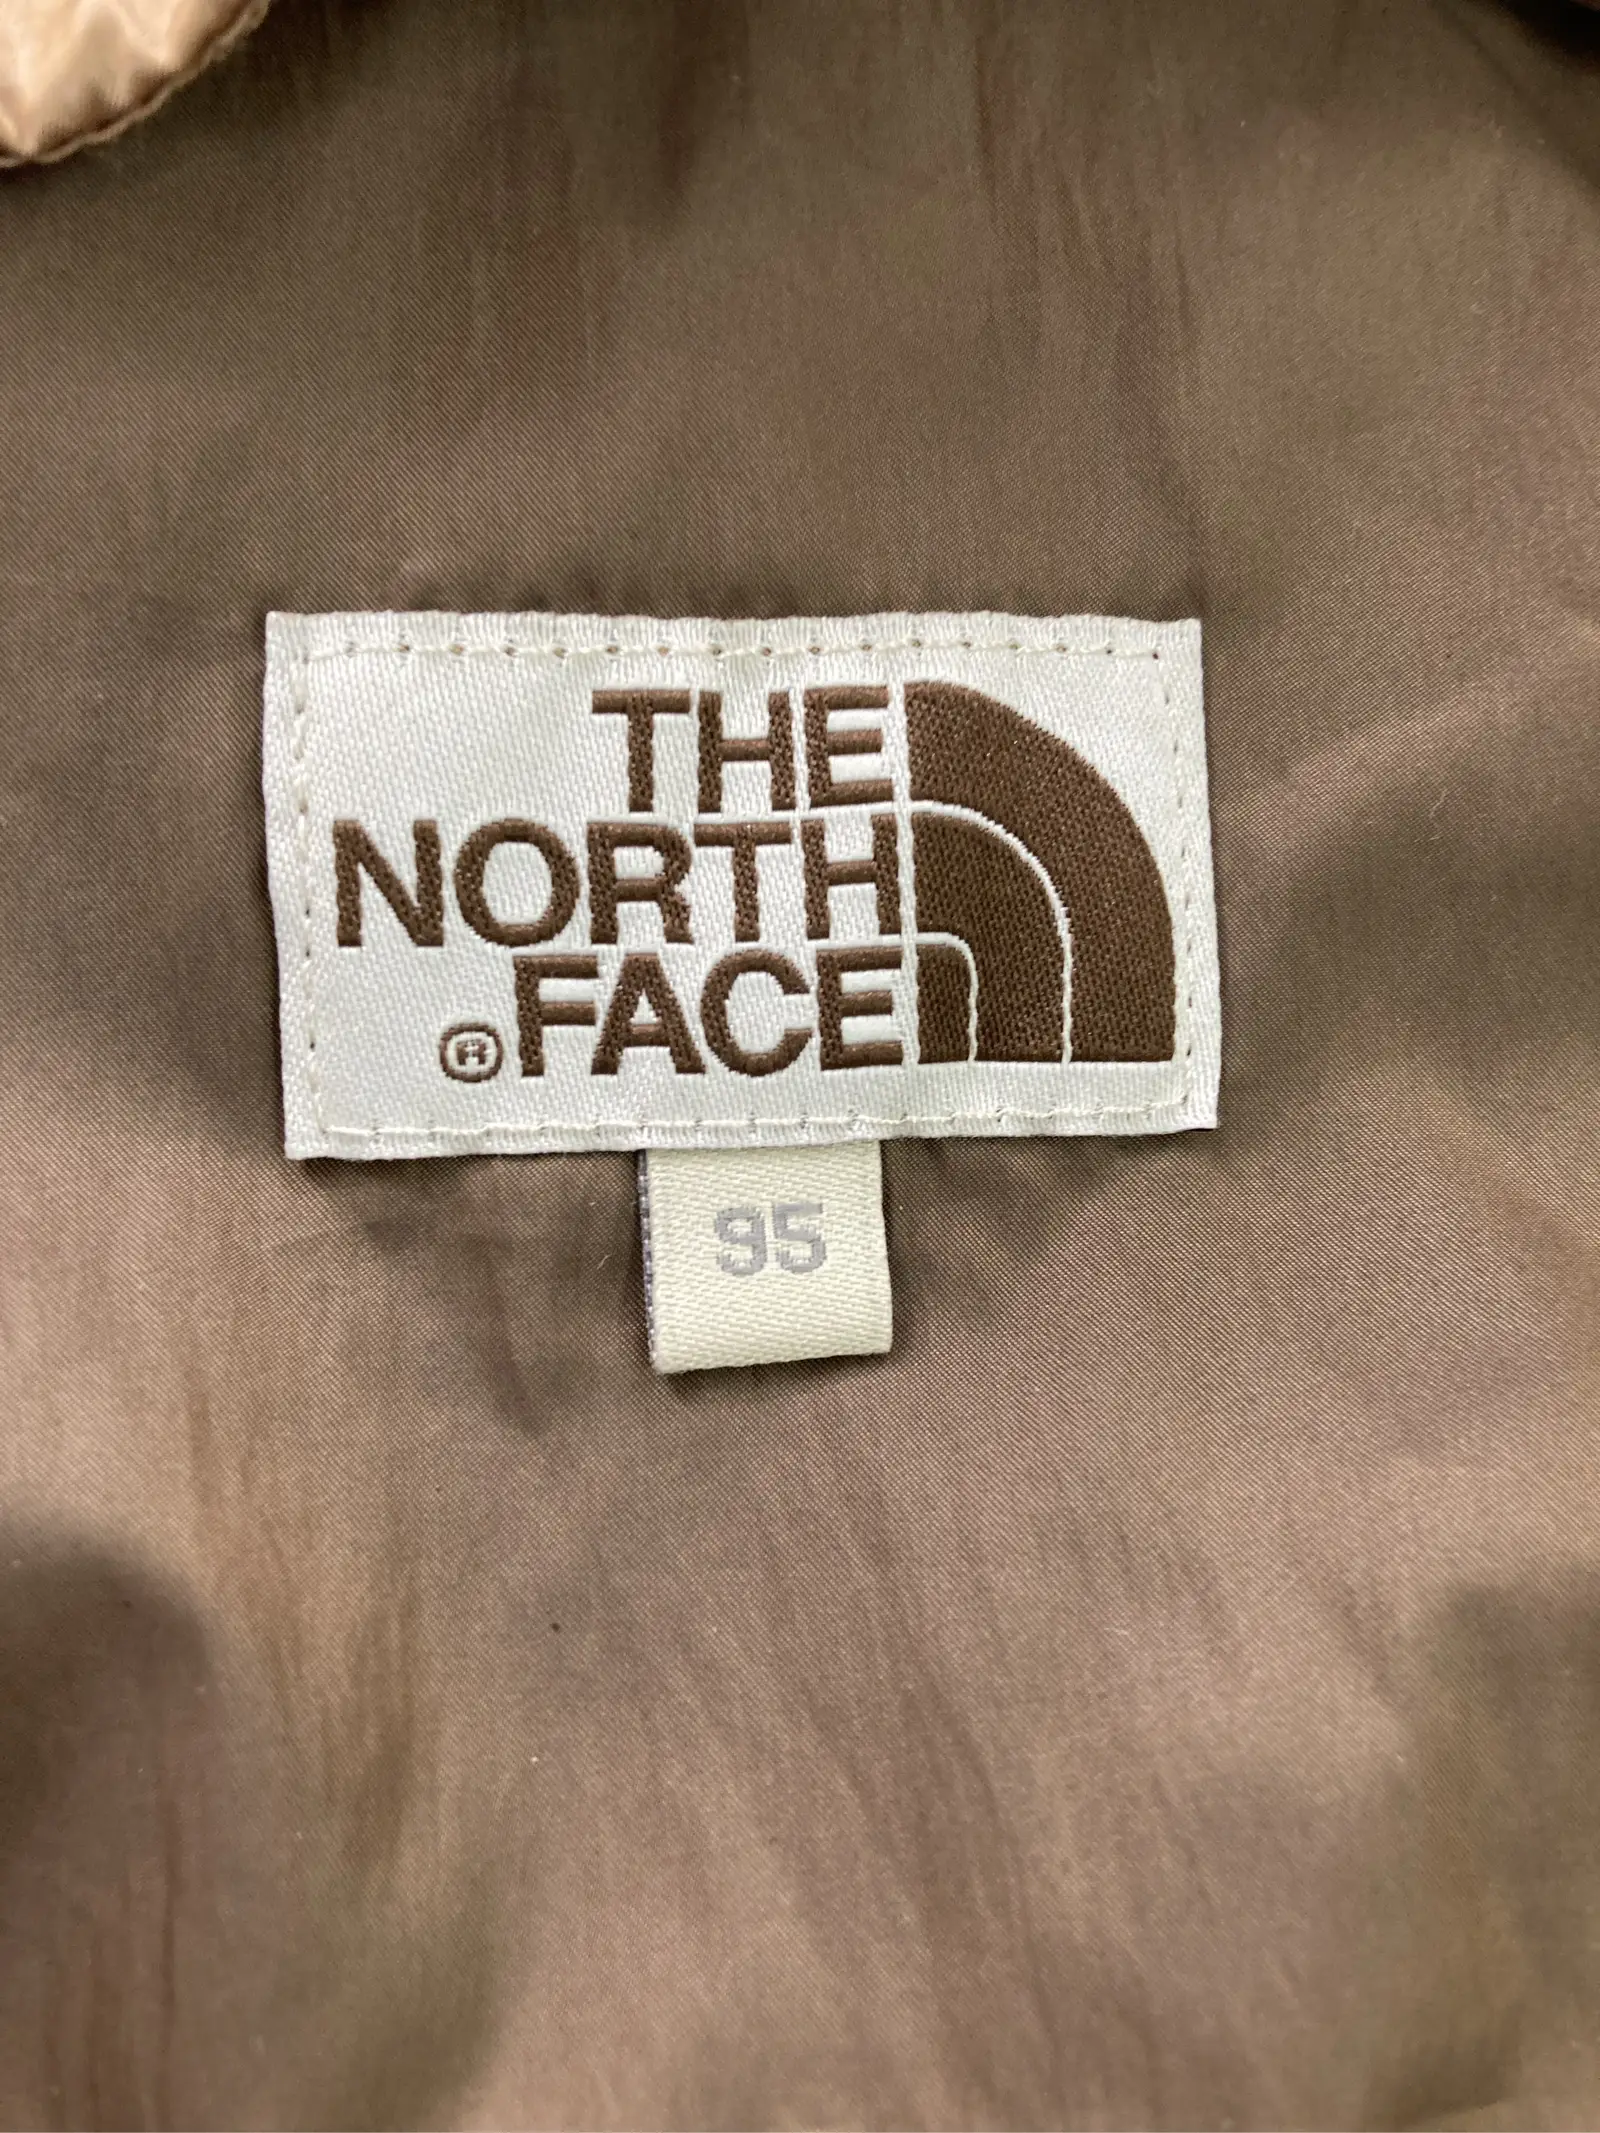 THE
NORTH
® FACE
95